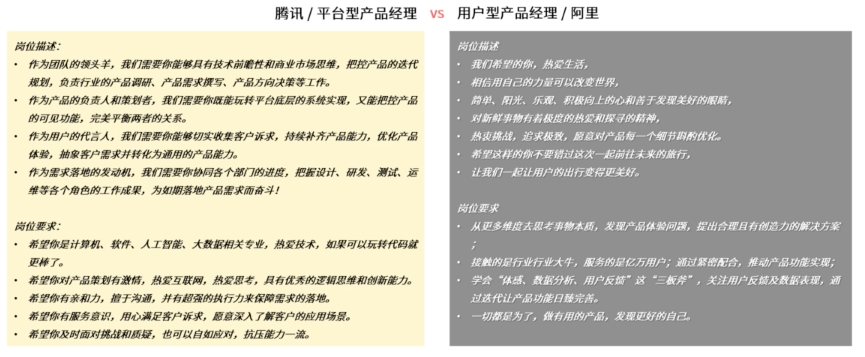 腾讯 / 平台型产品经理 VS 用户型产品经理 / 阿里
岗位描述：
• 作为团队的领头羊，我们需要你能够具有技术前瞻性和商业市场思维，把控产品的迭代
规划，负责行业的产品调研、产品需求撰写、产品方向决策等工作。
• 作为产品的负责人和策划者，我们需要你既能玩转平台底层的系统实现，又能把控产品
的可见功能，完美平衡两者的关系。
• 作为用户的代言人，我们需要你能够切实收集客户诉求，持续补齐产品能力，优化产品
体验，抽象客户需求并转化为通用的产品能力。
• 作为需求落地的发动机，我们需要你协同各个部门的进度，把握设计、研发、测试、运
维等各个角色的工作成果，为如期落地产品需求而奋斗！
岗位要求：
• 希望你是计算机、软件、人工智能、大数据相关专业，热爱技术，如果可以玩转代码就
更棒了。
• 希望你对产品策划有激情，热爱互联网，热爱思考，具有优秀的逻辑思维和创新能力。
• 希望你有亲和力，擅于沟通，并有超强的执行力来保障需求的落地。
• 希望你有服务意识，用心满足客户诉求，愿意深入了解客户的应用场景。
• 希望你及时面对挑战和质疑，也可以自如应对，抗压能力一流。
岗位描述
• 我们希望的你，热爱生活，
• 相信用自己的力量可以改变世界，
• 简单、阳光、乐观、积极向上的心和善于发现美好的眼睛，
• 对新鲜事物有着极度的热爱和探寻的精神，
• 热衷挑战，追求极致，愿意对产品每一个细节斟酌优化。
• 希望这样的你不要错过这次一起前往未来的旅行，
• 让我们一起让用户的出行变得更美好。
岗位要求
• 从更多维度去思考事物本质，发现产品体验问题，提出合理且有创造力的解决方案
；
• 接触的是行业行业大牛，服务的是亿万用户；通过紧密配合，推动产品功能实现；
• 学会“体感、数据分析、用户反馈”这“三板斧”，关注用户反馈及数据表现，通
过迭代让产品功能日臻完善。
• 一切都是为了，做有用的产品，发现更好的自己。